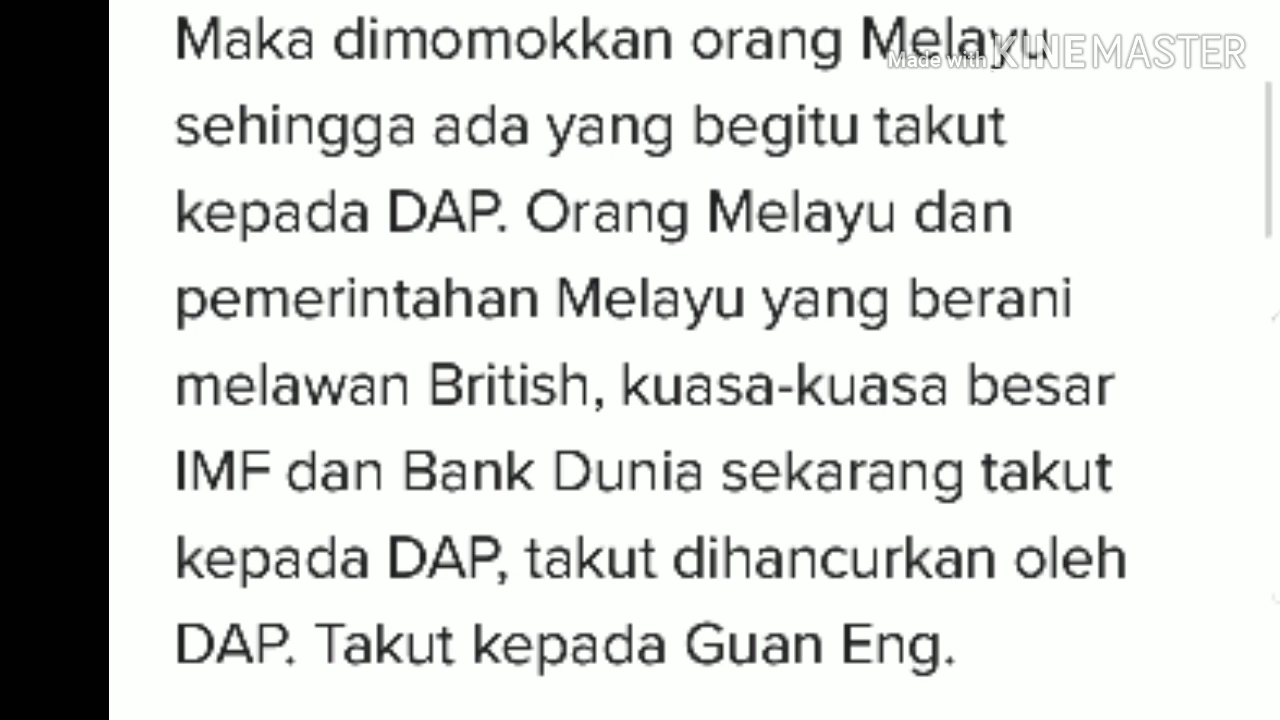 Maka dimomokkan orang Melayu
Made with KINEMASTER
sehingga ada yang begitu takut
kepada DAP. Orang Melayu dan
pemerintahan Melayu yang berani
melawan British, kuasa-kuasa besar
IMF dan Bank Dunia sekarang takut
kepada DAP, takut dihancurkan oleh
DAP. Takut kepada Guan Eng.